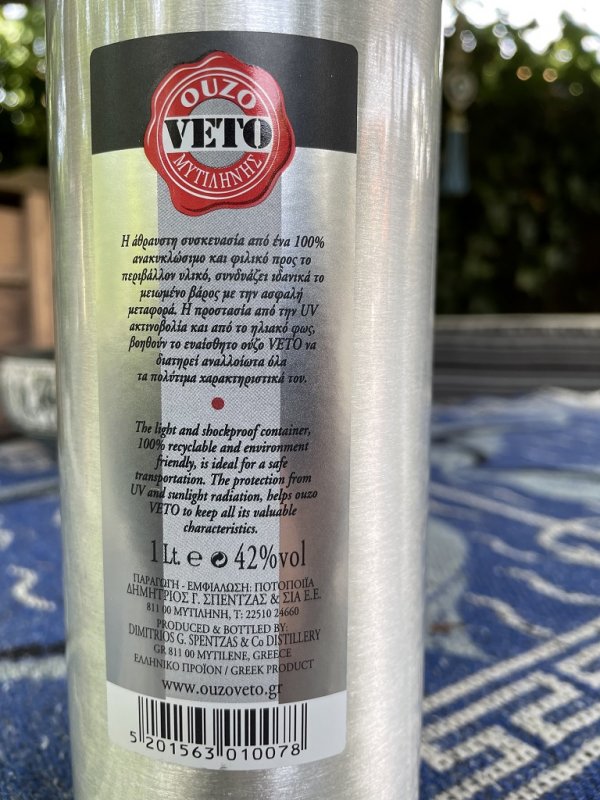 OUZO
VETO
ΜΥΤΙΛΗΝΗΣ
Η άθραυστη συσκευασία από ένα 100%
ανακυκλώσιμο και φιλικό προς το
περιβάλλον υλικό, συνδυάζει ιδανικά το
μειωμένο βάρος με την ασφαλή
μεταφορά. Η προστασία από την UV
ακτινοβολία και από το ηλιακό φως,
βοηθούν το ευαίσθητο ούζο VETO να
διατηρεί αναλλοίωτα όλα
τα πολύτιμα χαρακτηριστικά του.
The light and shockproof container,
100% recyclable and environment
friendly, is ideal for a safe
transportation. The protection from
UV and sunlight radiation, helps ouzo
VETO to keep all its valuable
characteristics.
1 Lt. e 42%vol
ΠΑΡΑΓΩΓΗ - ΕΜΦΙΑΛΩΣΗ: ΠΟΤΟΠΟΙΪΑ
ΔΗΜΗΤΡΙΟΣ Γ. ΣΠΕΝΤΖΑΣ & ΣΙΑ Ε.Ε.
811 00 ΜΥΤΙΛΗΝΗ, Τ: 22510 24660
PRODUCED & BOTTLED BY:
DIMITRIOS G. SPENTZAS & Co DISTILLERY
GR 811 00 MYTILENE, GREECE
ΕΛΛΗΝΙΚΟ ΠΡΟΪΟΝ / GREEK PRODUCT
www.ouzoveto.gr
5 201563 010078